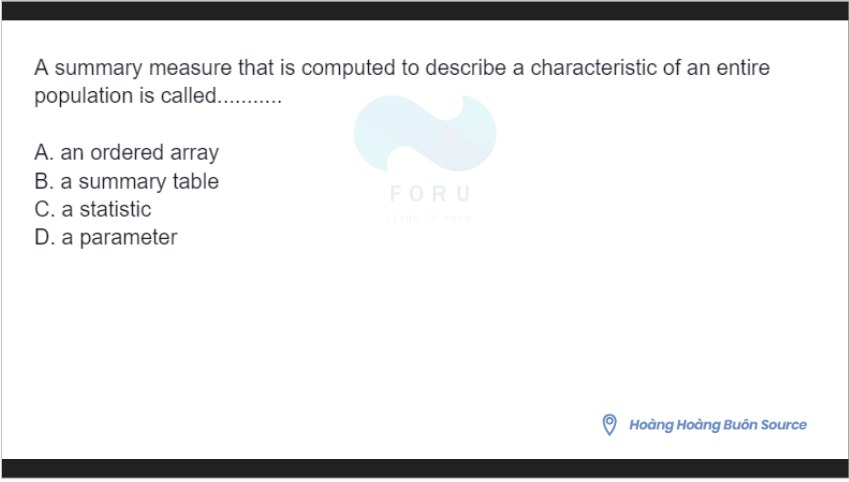 A summary measure that is computed to describe a characteristic of an entire
population is called...........
A. an ordered array
B. a summary table
C. a statistic
D. a parameter
FORU
Hoàng Hoàng Buôn Source